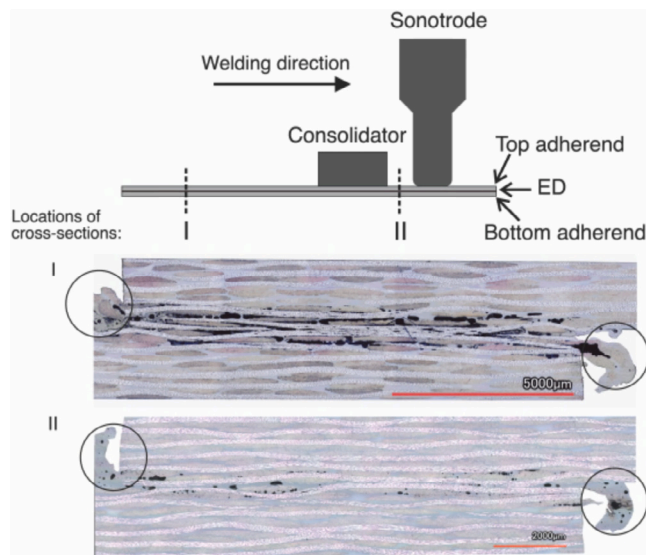 Sonotrode
Welding direction
Consolidator
Top adherend
ED
Bottom adherend
Locations of
cross-sections:
I
II
I
5000μm
II
2000μm